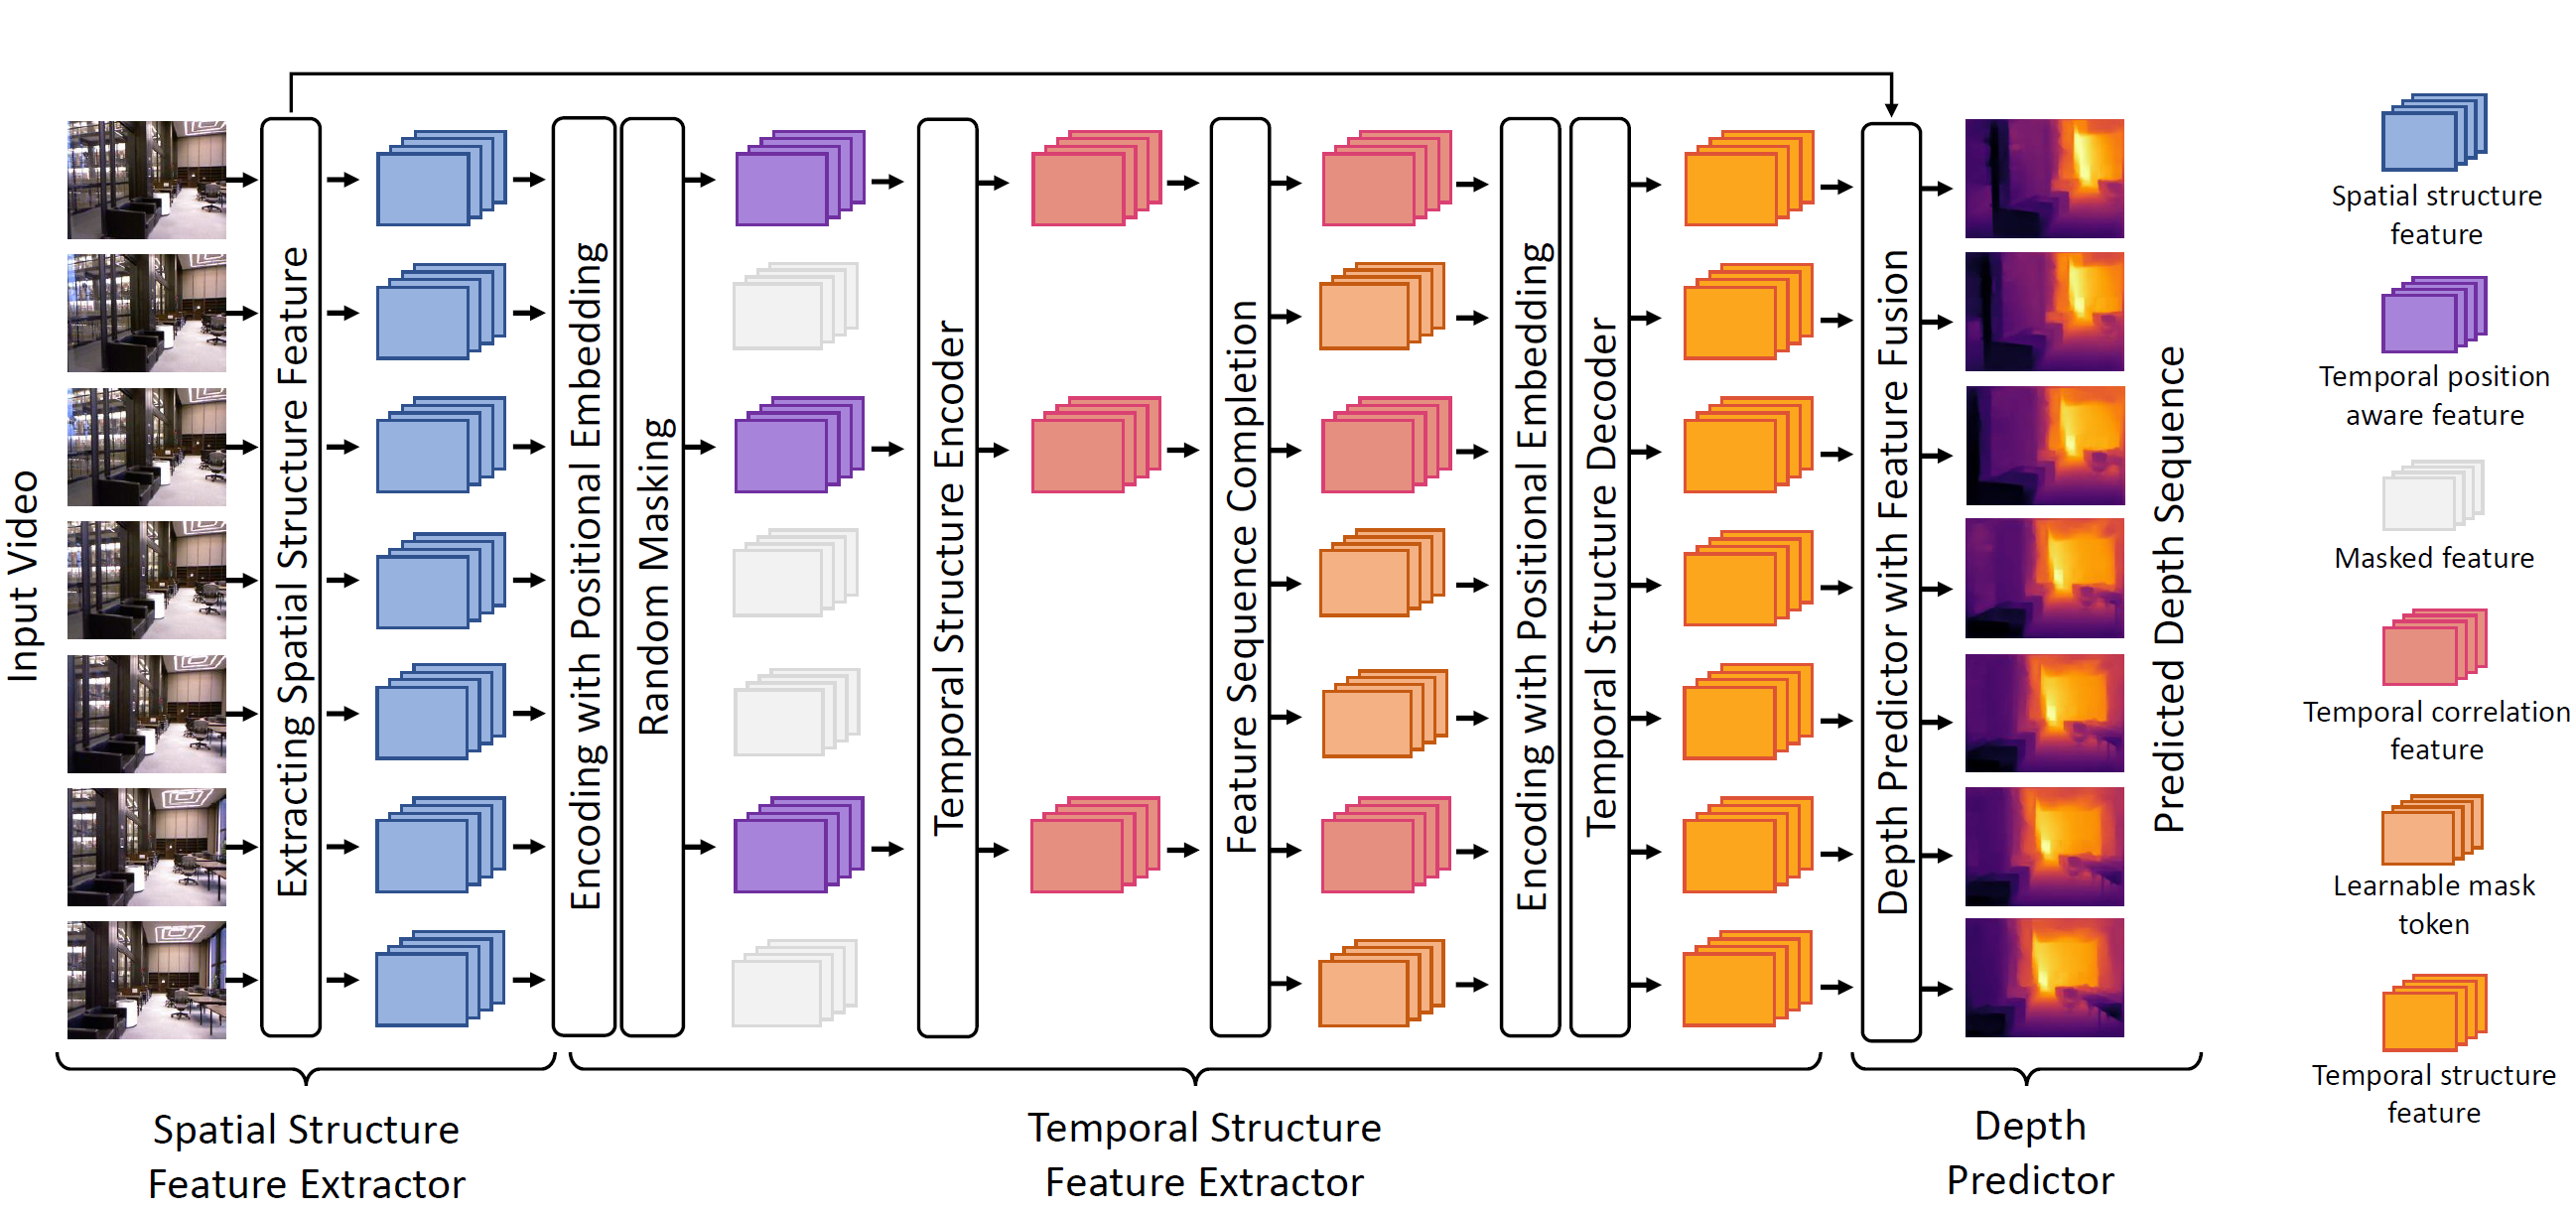 Input Video
Extracting Spatial Structure Feature
Encoding with Positional Embedding
Random Masking
Temporal Structure Encoder
Feature Sequence Completion
Encoding with Positional Embedding
Temporal Structure Decoder
Depth Predictor with Feature Fusion
Predicted Depth Sequence
Spatial structure
feature
Temporal position
aware feature
Masked feature
Temporal correlation
feature
Learnable mask
token
Temporal structure
feature
Spatial Structure
Feature Extractor
Temporal Structure
Feature Extractor
Depth
Predictor